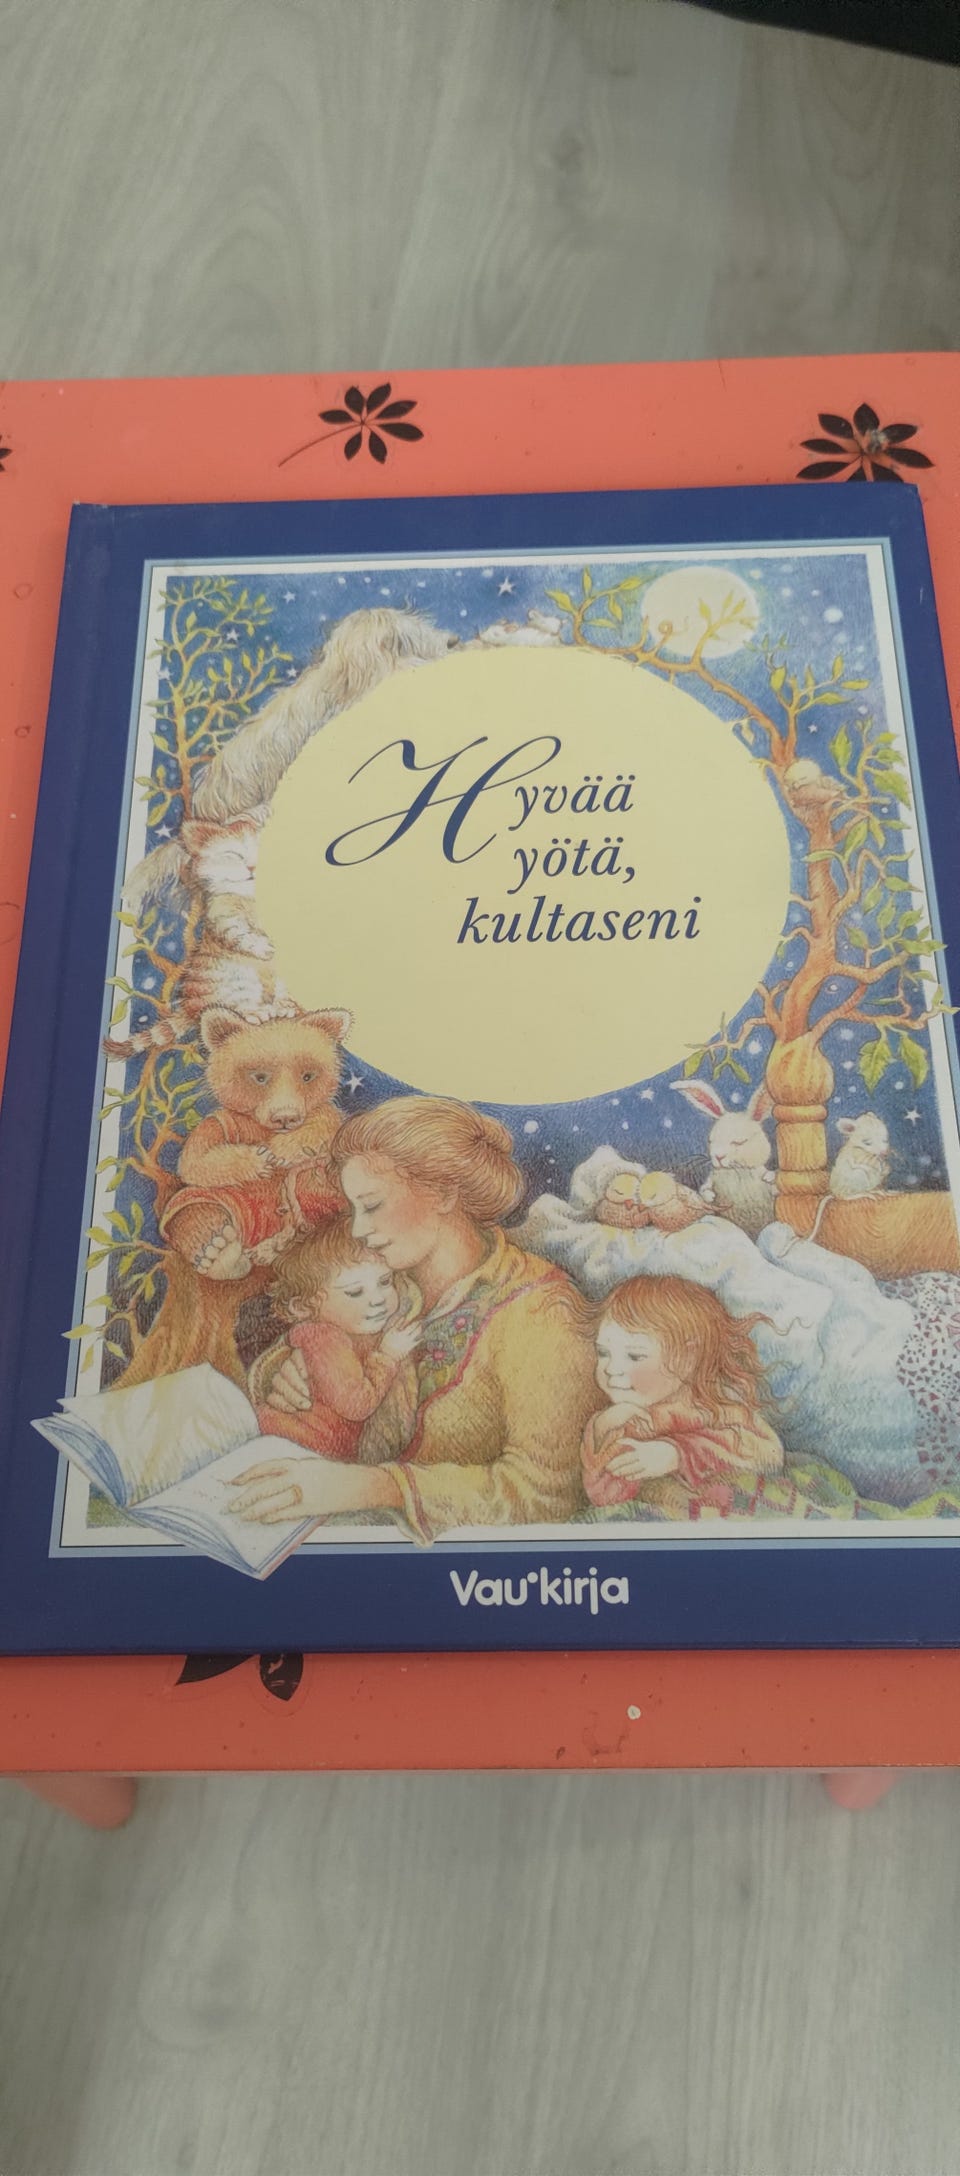 Hyvää
yötä,
kultaseni
Vau•kirja